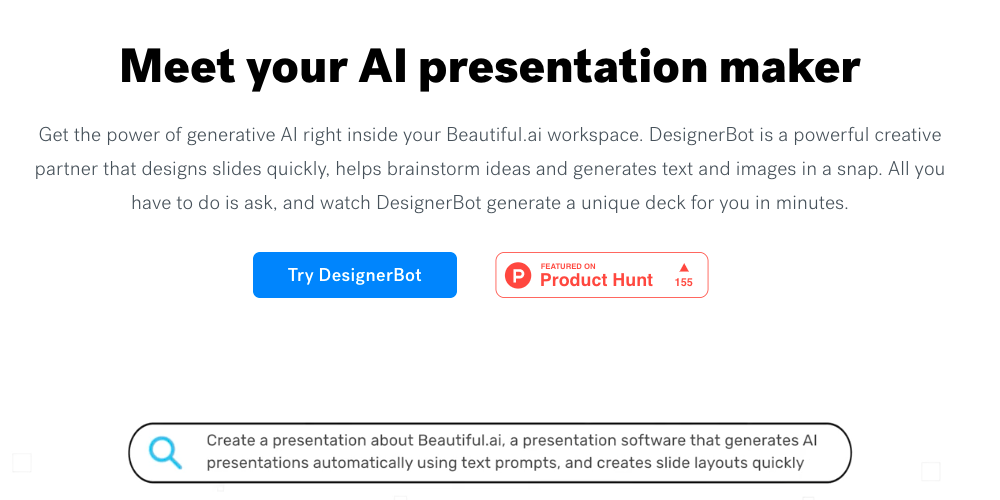 Meet your AI presentation maker
Get the power of generative AI right inside your Beautiful.ai workspace. DesignerBot is a powerful creative
partner that designs slides quickly, helps brainstorm ideas and generates text and images in a snap. All you
have to do is ask, and watch DesignerBot generate a unique deck for you in minutes.
Try DesignerBot
P
FEATURED ON
Product Hunt
▲
155
Create a presentation about Beautiful.ai, a presentation software that generates AI
presentations automatically using text prompts, and creates slide layouts quickly